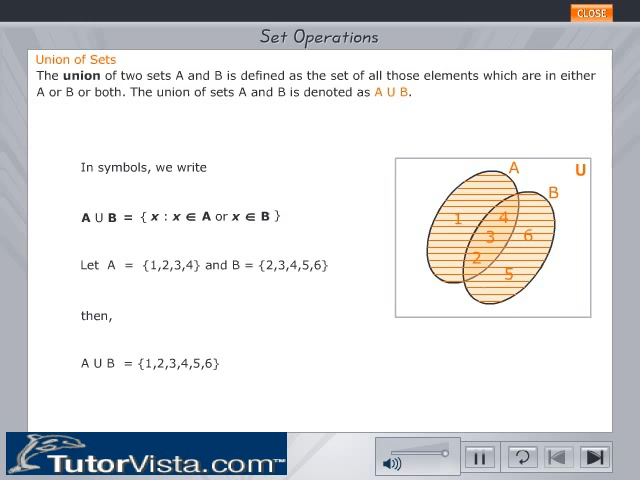 CLOSE
Set Operations
Union of Sets
The union of two sets A and B is defined as the set of all those elements which are in either
A or B or both. The union of sets A and B is denoted as A U B.
In symbols, we write
A U B = { x : x ∈ A or x ∈ B }
Let A = {1,2,3,4} and B = {2,3,4,5,6}
then,
A U B = {1,2,3,4,5,6}
A
U
B
1
4
3
6
2
5
TutorVista.com™